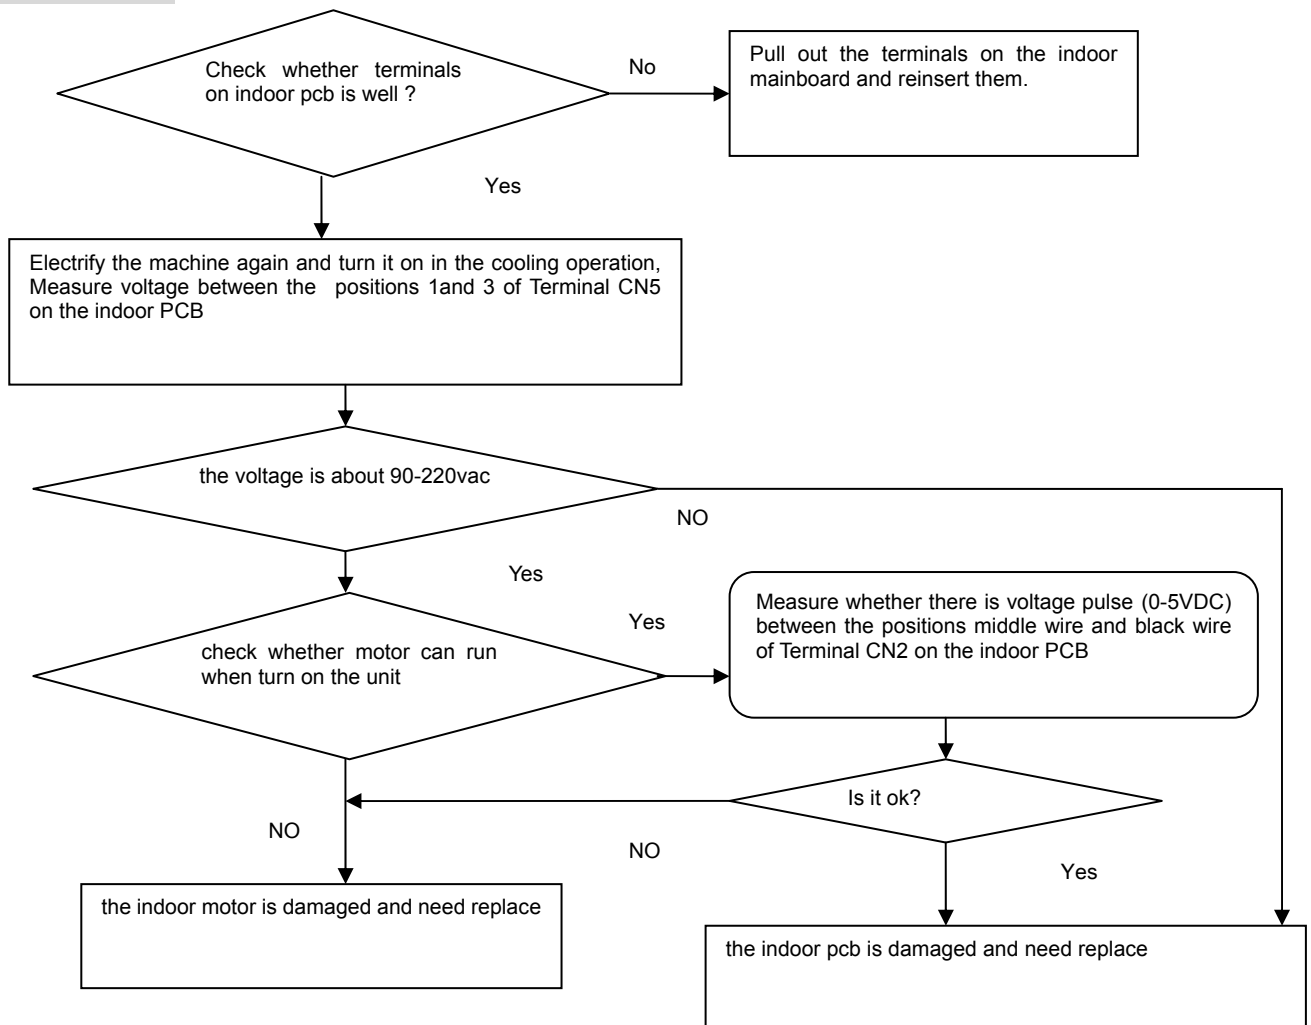 Check whether terminals
on indoor pcb is well ?
No
Pull out the terminals on the indoor
mainboard and reinsert them.
Yes
Electrify the machine again and turn it on in the cooling operation,
Measure voltage between the positions 1and 3 of Terminal CN5
on the indoor PCB
the voltage is about 90-220vac
NO
Yes
check whether motor can run
when turn on the unit
Yes
Measure whether there is voltage pulse (0-5VDC)
between the positions middle wire and black wire
of Terminal CN2 on the indoor PCB
Is it ok?
NO
NO
Yes
the indoor motor is damaged and need replace
the indoor pcb is damaged and need replace